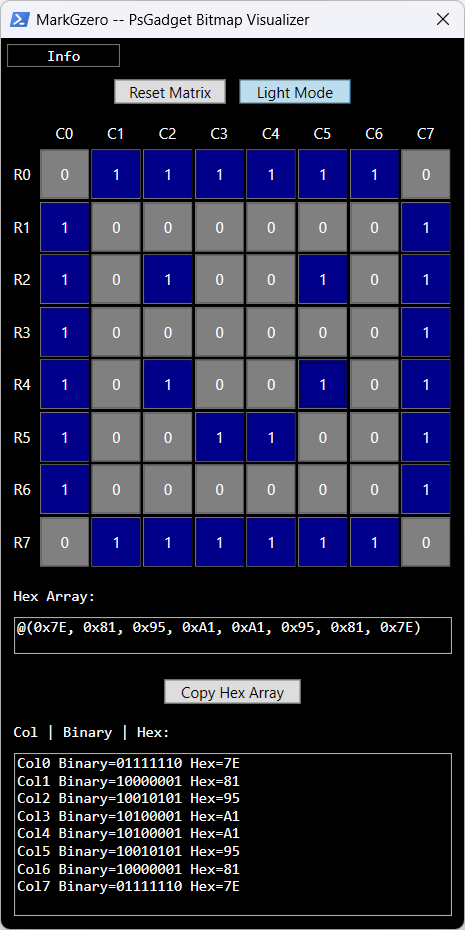 MarkGzero -- PsGadget Bitmap Visualizer
Info
Reset Matrix Light Mode
C0 C1 C2 C3 C4 C5 C6 C7
R0 0 1 1 1 1 1 1 0
R1 1 0 0 0 0 0 0 1
R2 1 0 1 0 0 1 0 1
R3 1 0 0 0 0 0 0 1
R4 1 0 1 0 0 1 0 1
R5 1 0 0 1 1 0 0 1
R6 1 0 0 0 0 0 0 1
R7 0 1 1 1 1 1 1 0
Hex Array:
@(0x7E, 0x81, 0x95, 0xA1, 0xA1, 0x95, 0x81, 0x7E)
Copy Hex Array
Col | Binary | Hex:
Col0 Binary=01111110 Hex=7E
Col1 Binary=10000001 Hex=81
Col2 Binary=10010101 Hex=95
Col3 Binary=10100001 Hex=A1
Col4 Binary=10100001 Hex=A1
Col5 Binary=10010101 Hex=95
Col6 Binary=10000001 Hex=81
Col7 Binary=01111110 Hex=7E